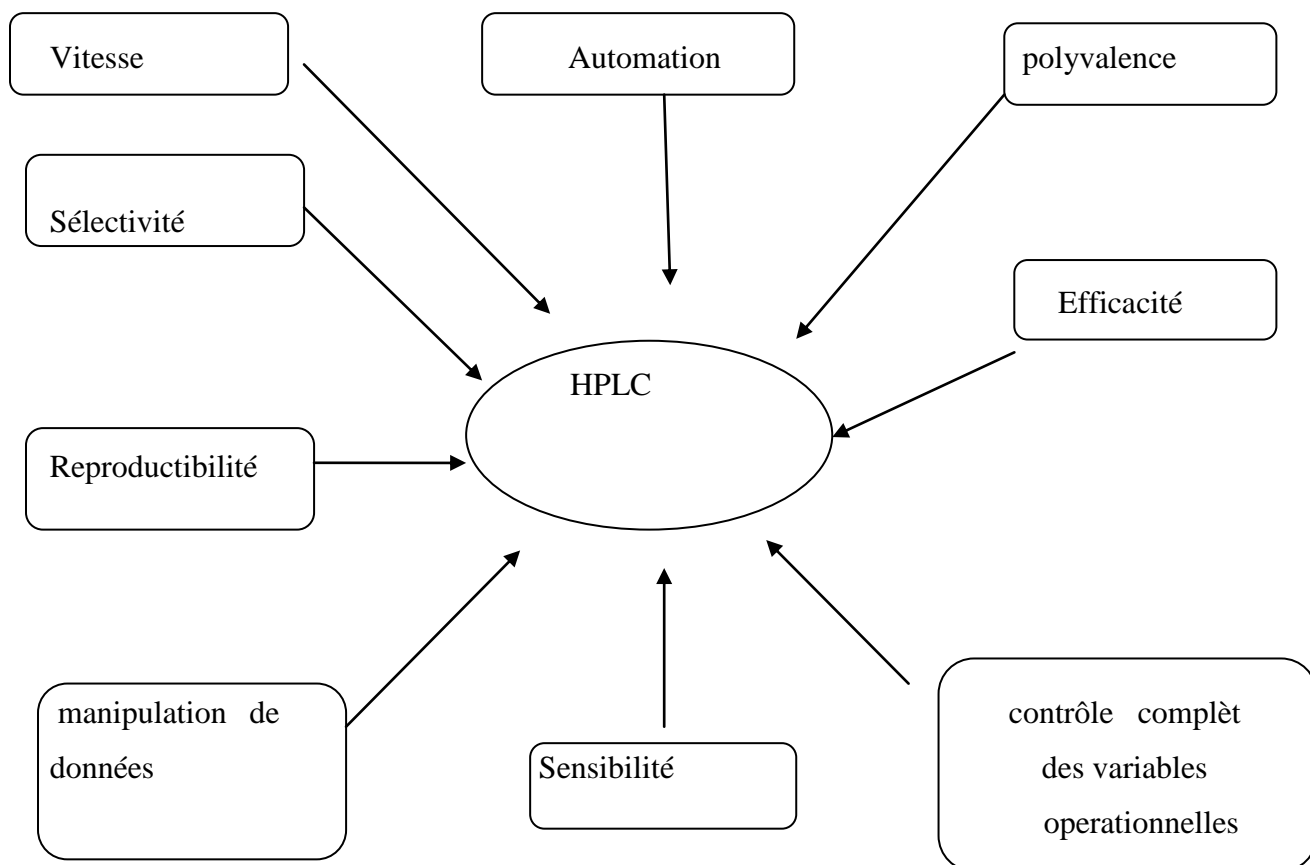 Vitesse
Automation
polyvalence
Sélectivité
Efficacité
HPLC
Reproductibilité
manipulation de
données
Sensibilité
contrôle complèt
des variables
operationnelles